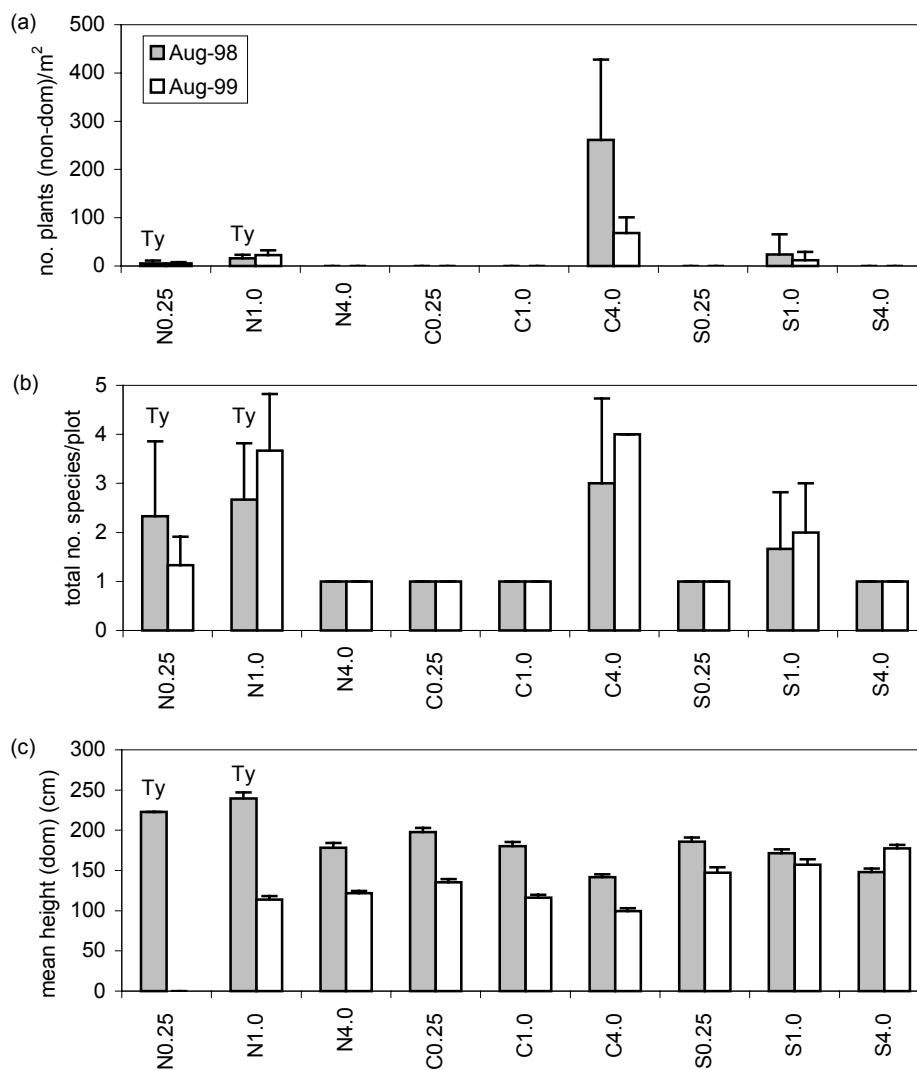 (a)
no. plants (non-dom)/m²
500
400
300
200
100
0
Aug-98
Aug-99
Ty
Ty
N0.25
N1.0
N4.0
C0.25
C1.0
C4.0
S0.25
S1.0
S4.0
(b)
total no. species/plot
5
4
3
2
1
0
Ty
Ty
N0.25
N1.0
N4.0
C0.25
C1.0
C4.0
S0.25
S1.0
S4.0
(c)
mean height (dom) (cm)
300
250
200
150
100
50
0
Ty
Ty
N0.25
N1.0
N4.0
C0.25
C1.0
C4.0
S0.25
S1.0
S4.0